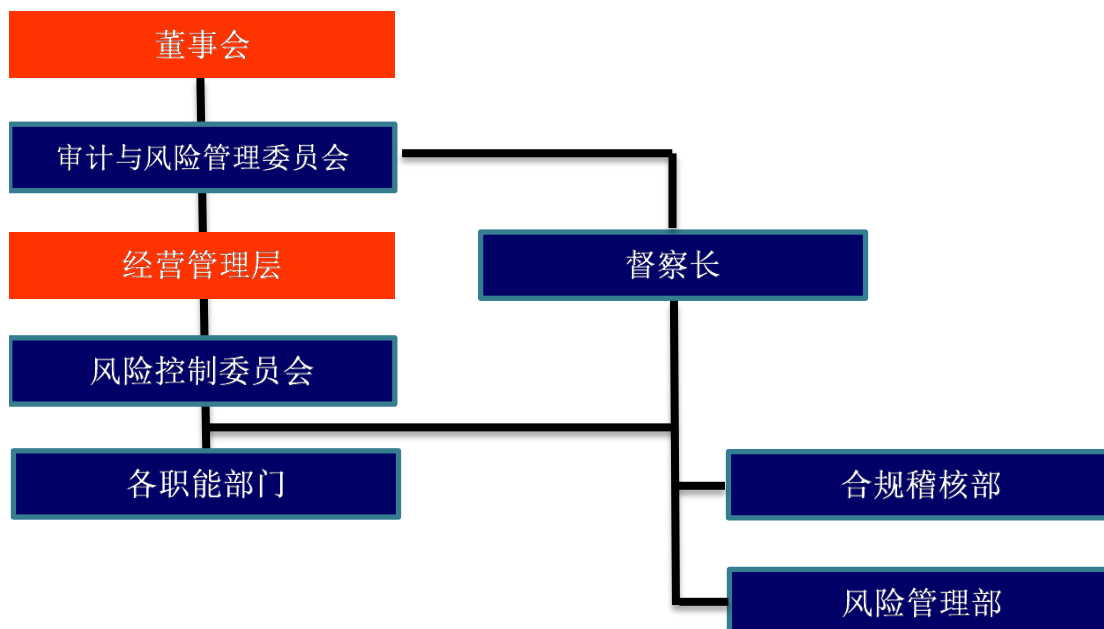 董事会
审计与风险管理委员会
经营管理层
督察长
风险控制委员会
各职能部门
合规稽核部
风险管理部